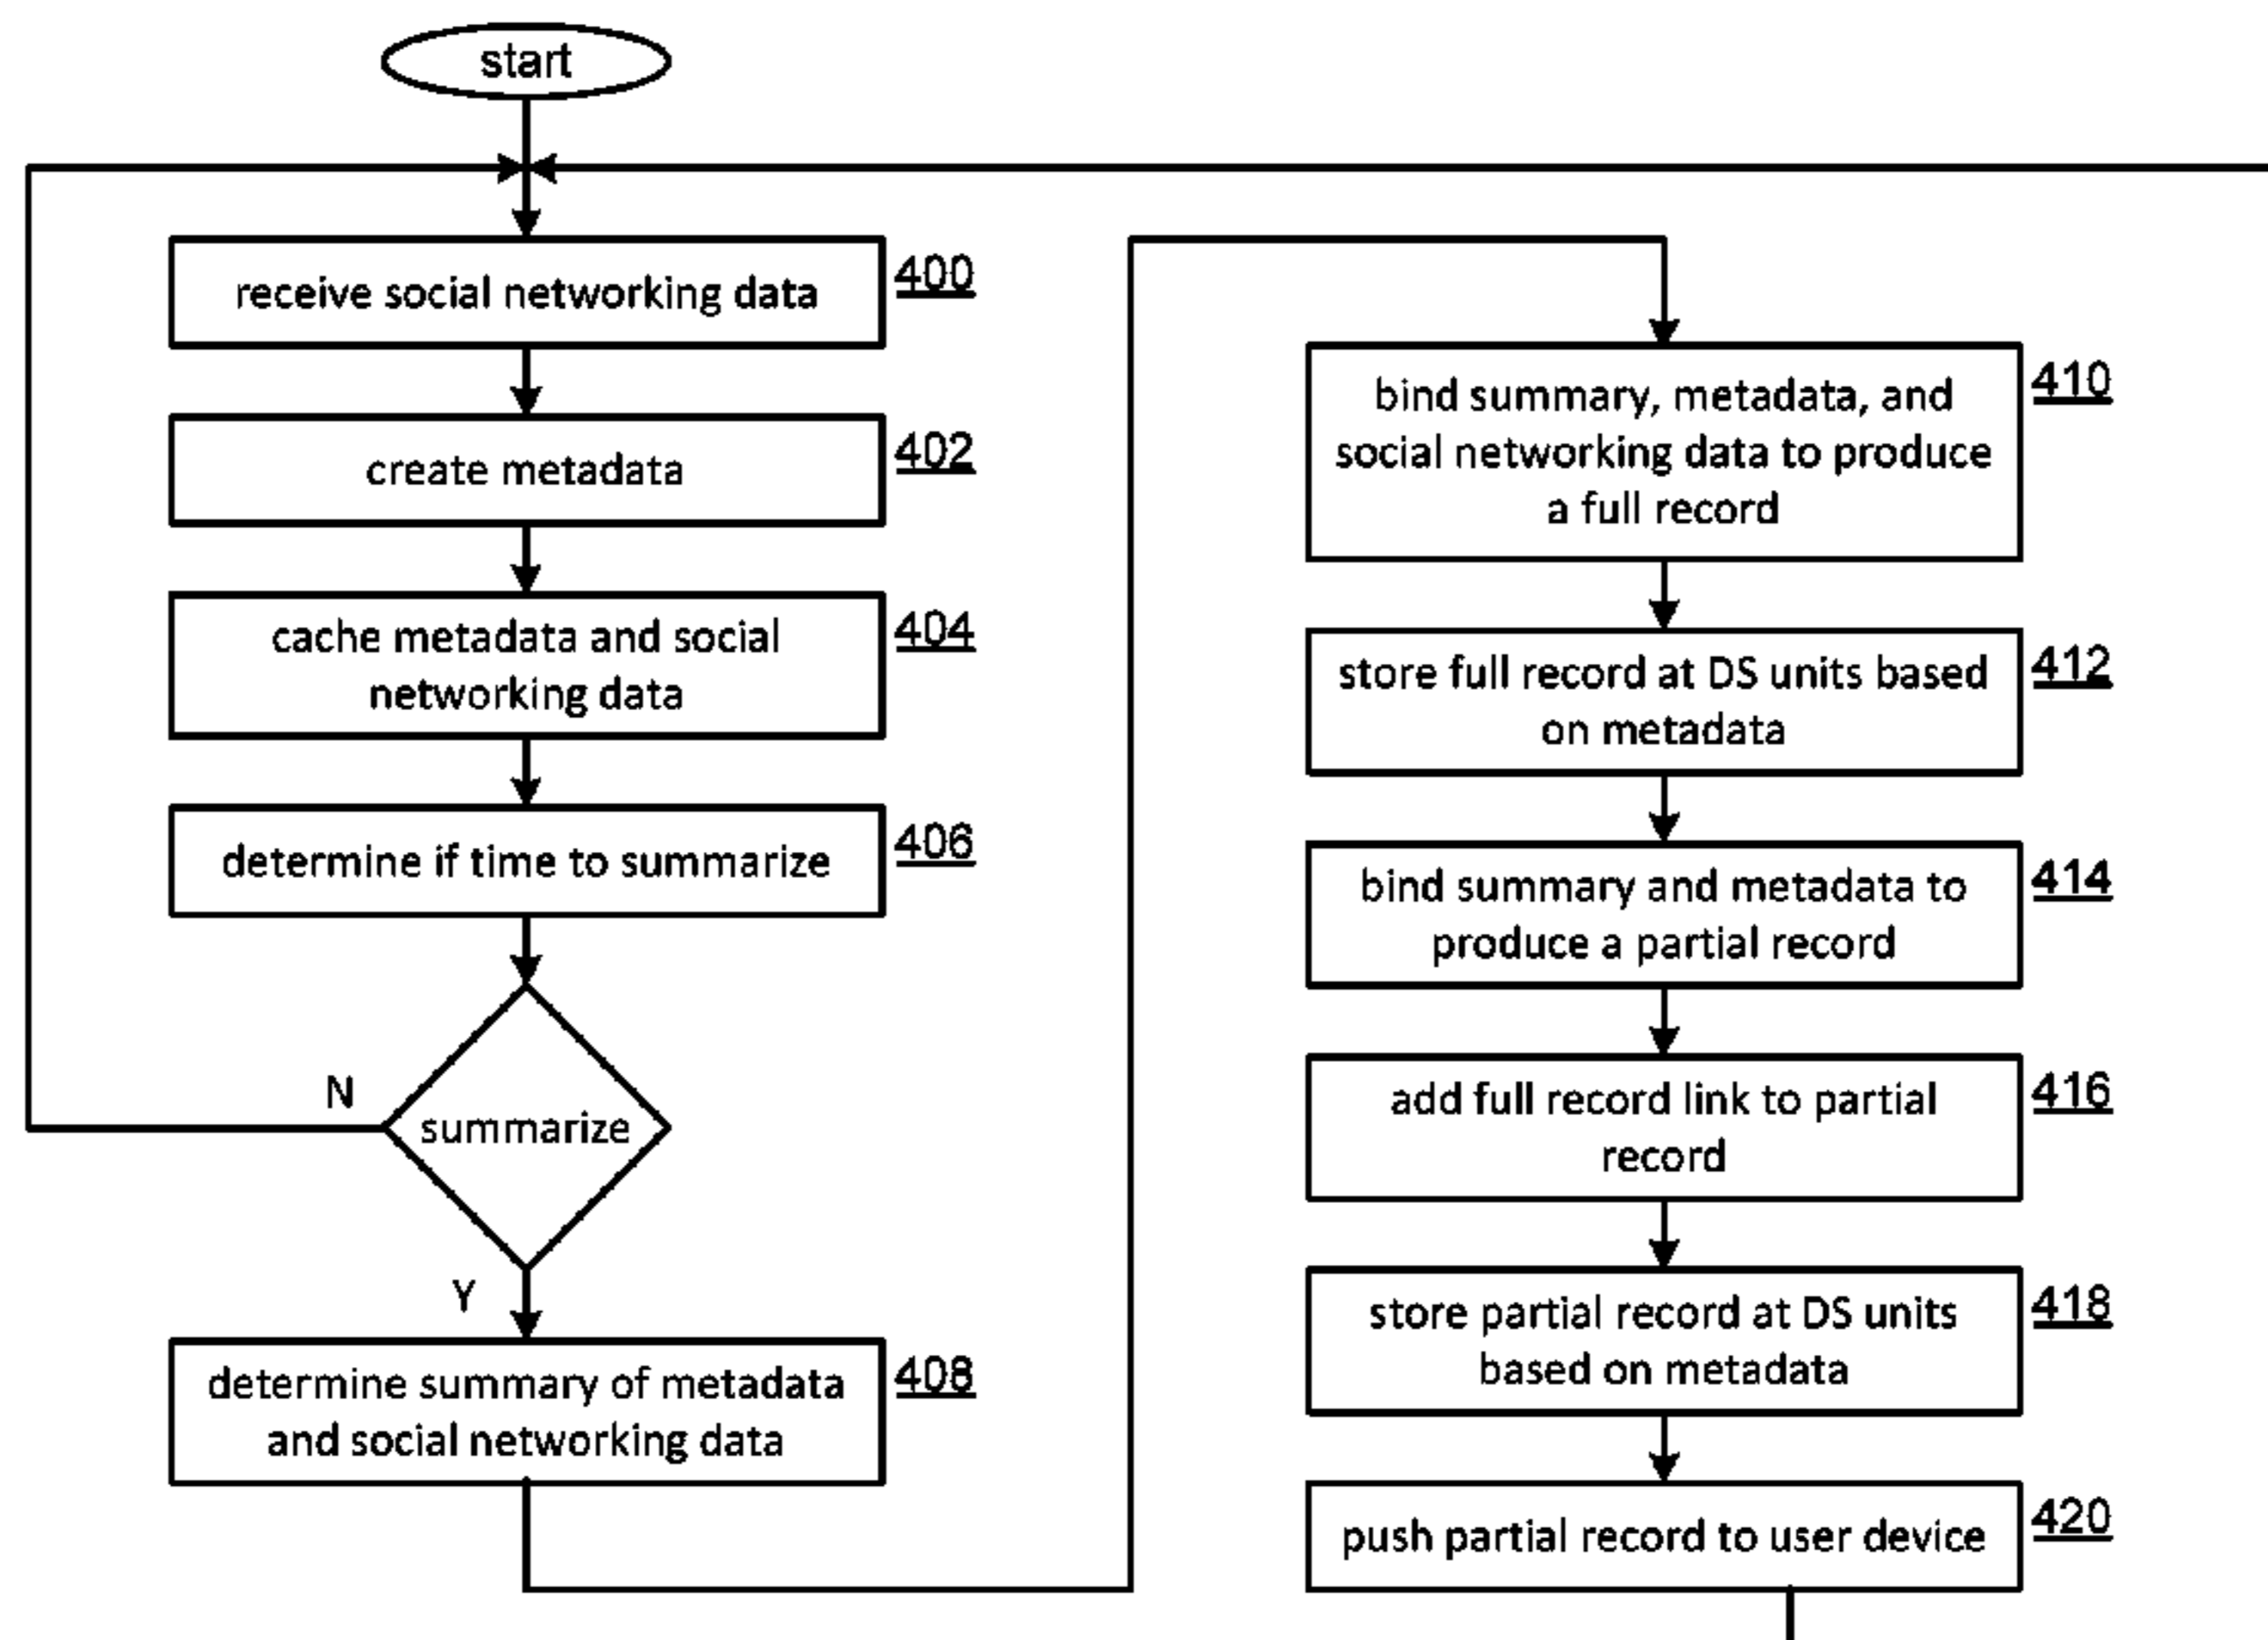 start
receive social networking data
400
create metadata
402
cache metadata and social
networking data
404
determine if time to summarize
406
N
summarize
Y
determine summary of metadata
and social networking data
408
bind summary, metadata, and
social networking data to produce
a full record
410
store full record at DS units based
on metadata
412
bind summary and metadata to
produce a partial record
414
add full record link to partial
record
416
store partial record at DS units
based on metadata
418
push partial record to user device
420